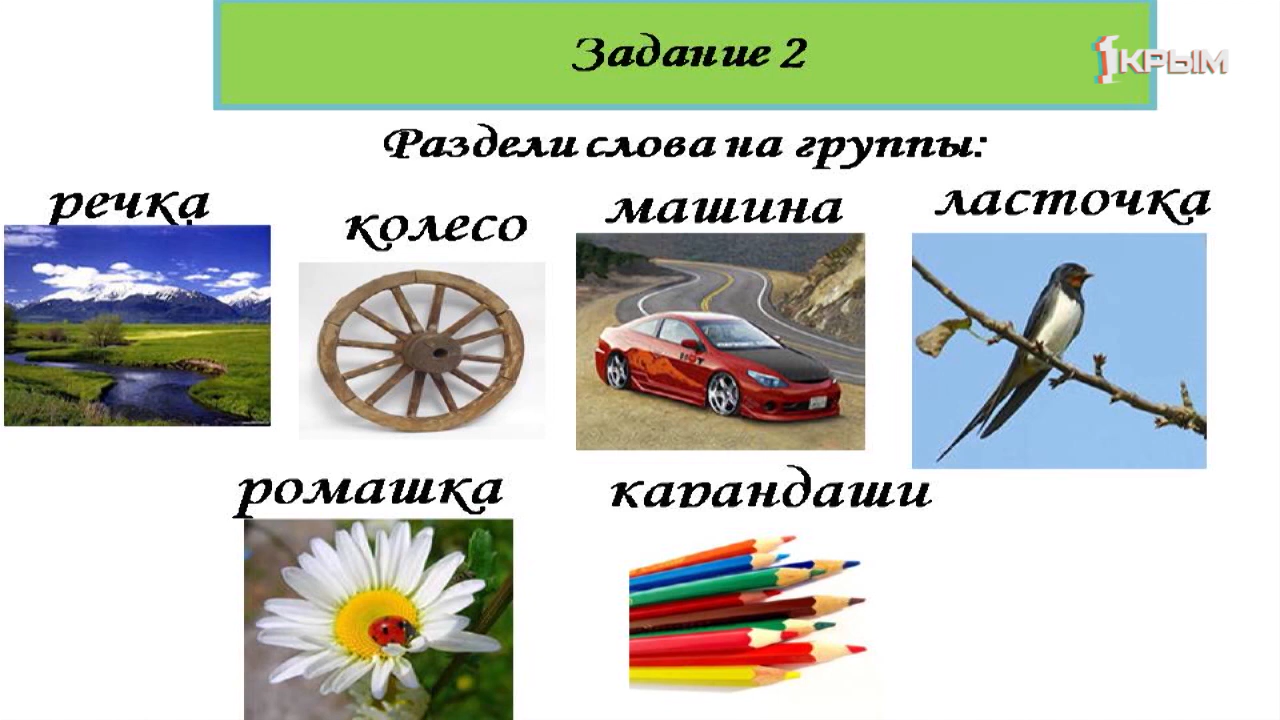 Задание 2
1КРЫМ
Раздели слова на группы:
речка
колесо
машина
ласточка
ромашка
карандаши